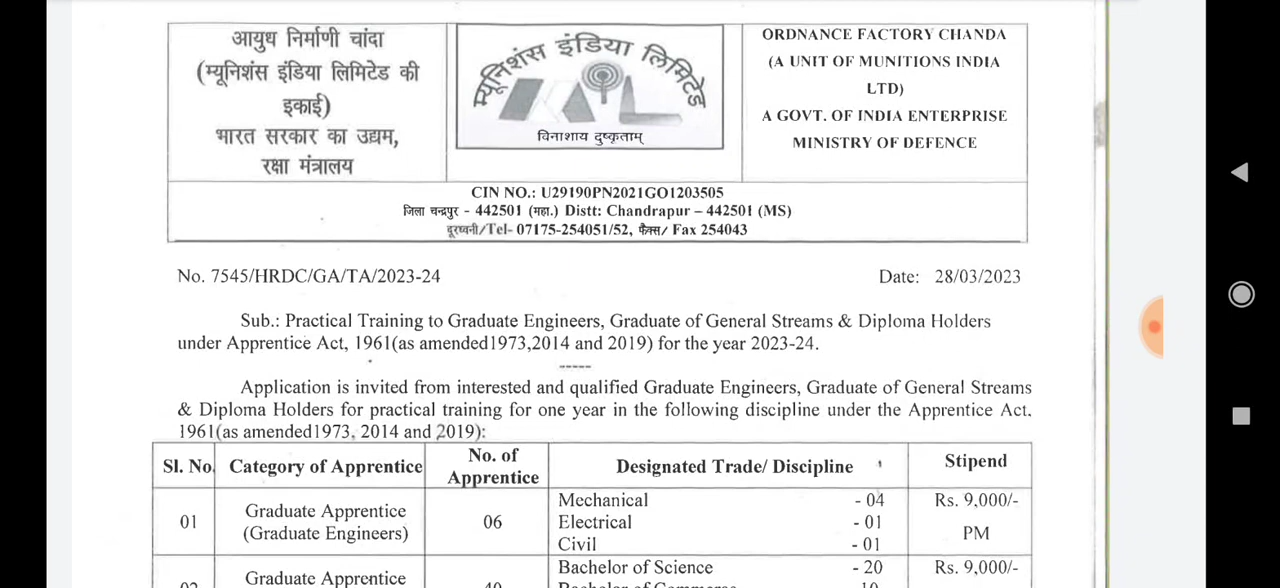 आयुध निर्माणी चांदा
(म्यूनिशंस इंडिया लिमिटेड की
इकाई)
भारत सरकार का उद्यम,
रक्षा मंत्रालय
म्यूनिशंस इंडिया लिमिटेड
विनाशाय दुष्कृताम्
ORDNANCE FACTORY CHANDA
(A UNIT OF MUNITIONS INDIA
LTD)
A GOVT. OF INDIA ENTERPRISE
MINISTRY OF DEFENCE
CIN NO.: U29190PN2021GO1203505
जिला चन्द्रपुर - 442501 (महा.) Distt: Chandrapur – 442501 (MS)
दूरध्वनी/Tel- 07175-254051/52, फैक्स/ Fax 254043
No. 7545/HRDC/GA/TA/2023-24 Date: 28/03/2023
Sub.: Practical Training to Graduate Engineers, Graduate of General Streams & Diploma Holders
under Apprentice Act, 1961(as amended1973,2014 and 2019) for the year 2023-24.
-----
Application is invited from interested and qualified Graduate Engineers, Graduate of General Streams
& Diploma Holders for practical training for one year in the following discipline under the Apprentice Act,
1961(as amended1973, 2014 and 2019):
Sl. No. Category of Apprentice No. of Apprentice Designated Trade/ Discipline Stipend
01 Graduate Apprentice (Graduate Engineers) 06 Mechanical - 04 Rs. 9,000/- PM
Electrical - 01
Civil - 01
Graduate Apprentice Bachelor of Science - 20 Rs. 9,000/-